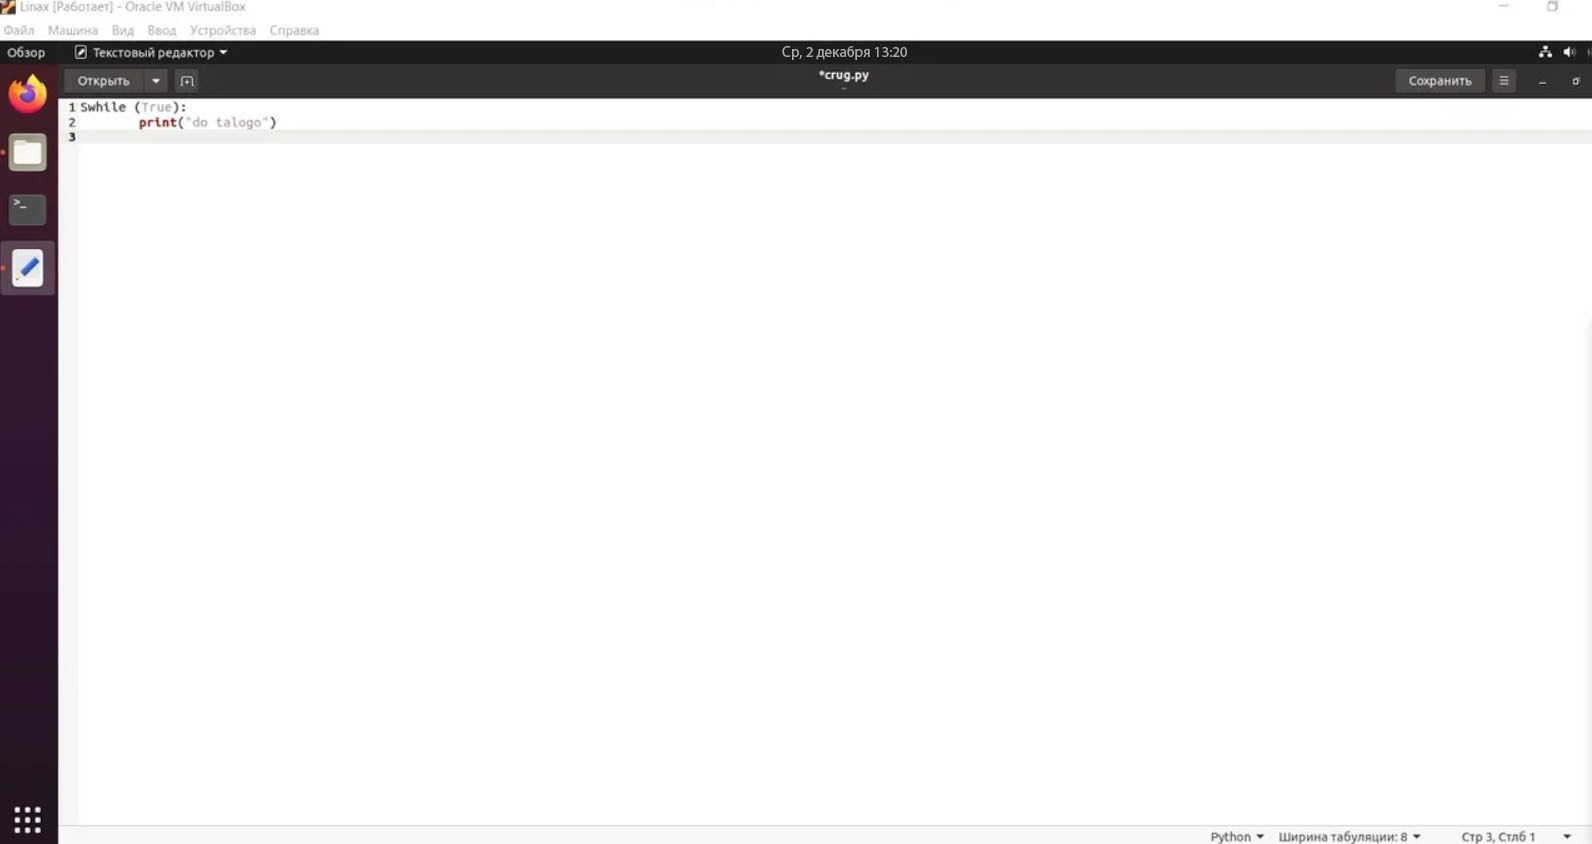 Linax [Работает] - Oracle VM VirtualBox
Файл Машина Вид Ввод Устройства Справка
Обзор Текстовый редактор Ср, 2 декабря 13:20
Открыть *crug.py Сохранить
1 Swhile (True):
2 print("do talogo")
3
>_
Python Ширина табуляции: 8 Стр 3, Стлб 1